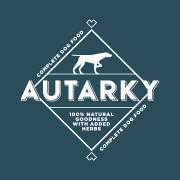 COMPLETE DOG FOOD
AUTARKY
100% NATURAL
GOODNESS
WITH ADDED
HERBS
COMPLETE DOG FOOD